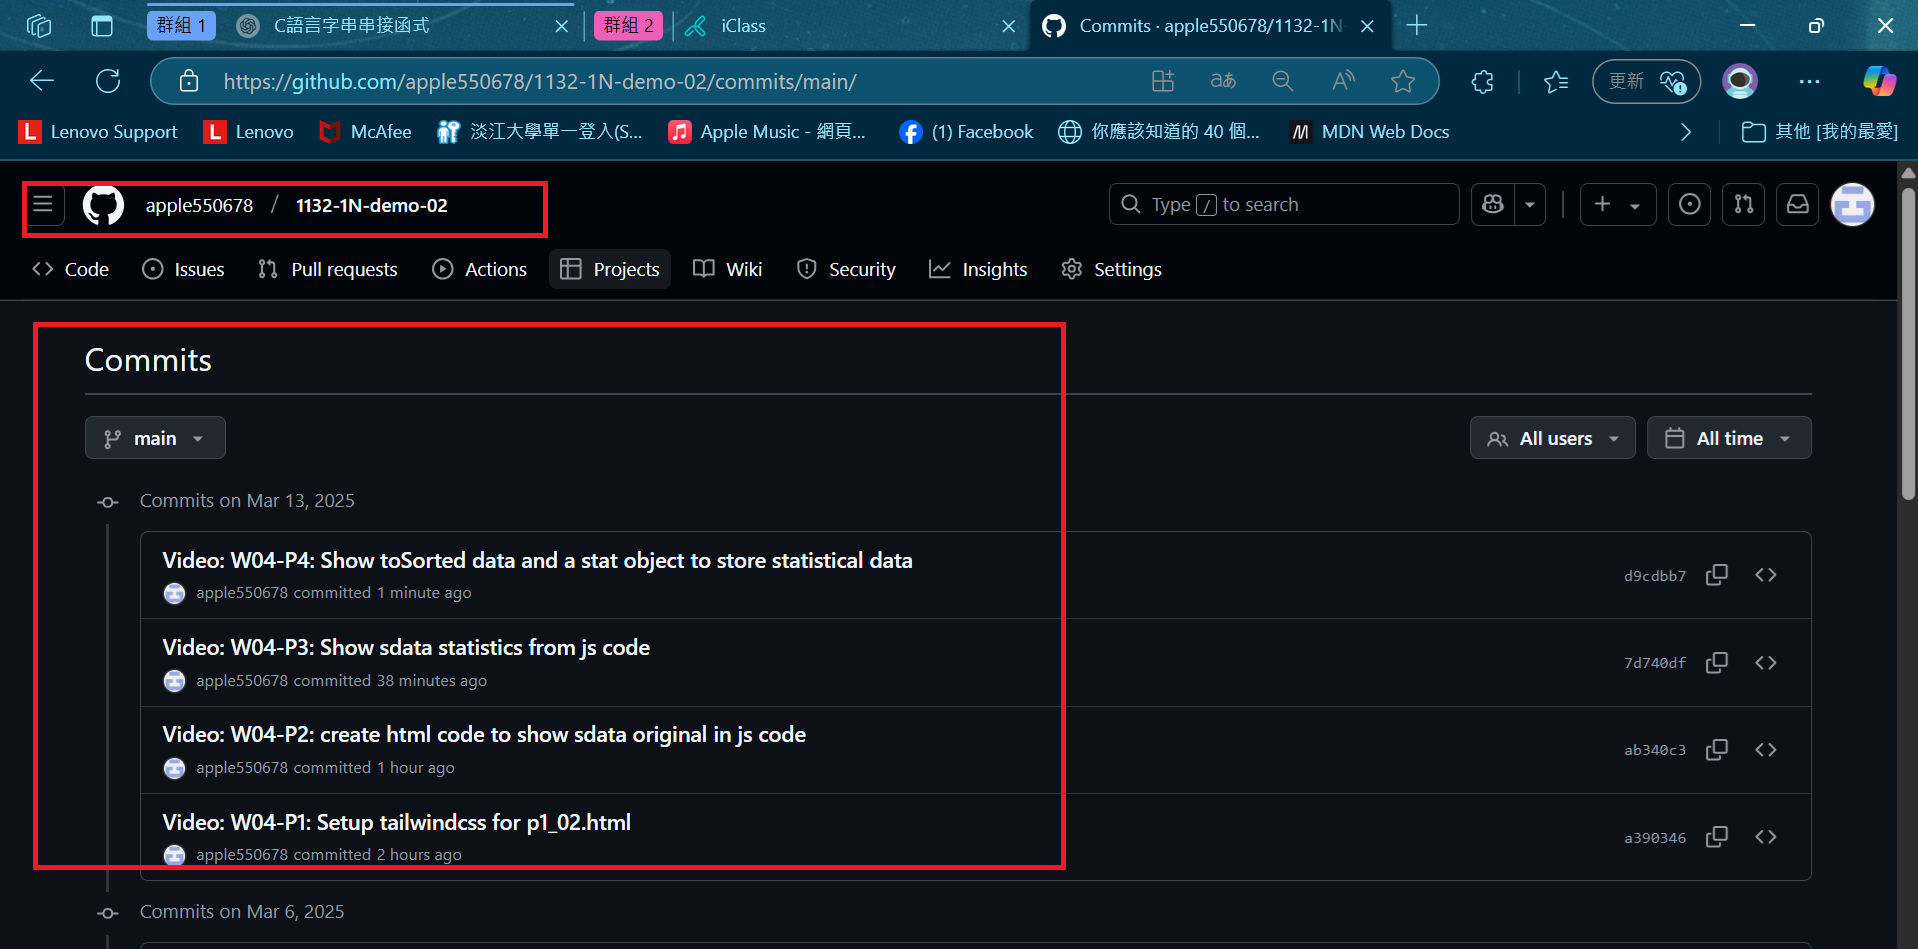 群組 1
C語言字串串接函式
群組 2
iClass
Commits · apple550678/1132-1N-
https://github.com/apple550678/1132-1N-demo-02/commits/main/
aあ
A
更新
Lenovo Support
Lenovo
McAfee
淡江大學單一登入(S...
Apple Music - 網頁...
(1) Facebook
你應該知道的 40 個...
MDN Web Docs
其他 [我的最愛]
apple550678 / 1132-1N-demo-02
Type / to search
Code
Issues
Pull requests
Actions
Projects
Wiki
Security
Insights
Settings
Commits
main
All users
All time
Commits on Mar 13, 2025
Video: W04-P4: Show toSorted data and a stat object to store statistical data
apple550678 committed 1 minute ago
d9cdbb7
Video: W04-P3: Show sdata statistics from js code
apple550678 committed 38 minutes ago
7d740df
Video: W04-P2: create html code to show sdata original in js code
apple550678 committed 1 hour ago
ab340c3
Video: W04-P1: Setup tailwindcss for p1_02.html
apple550678 committed 2 hours ago
a390346
Commits on Mar 6, 2025